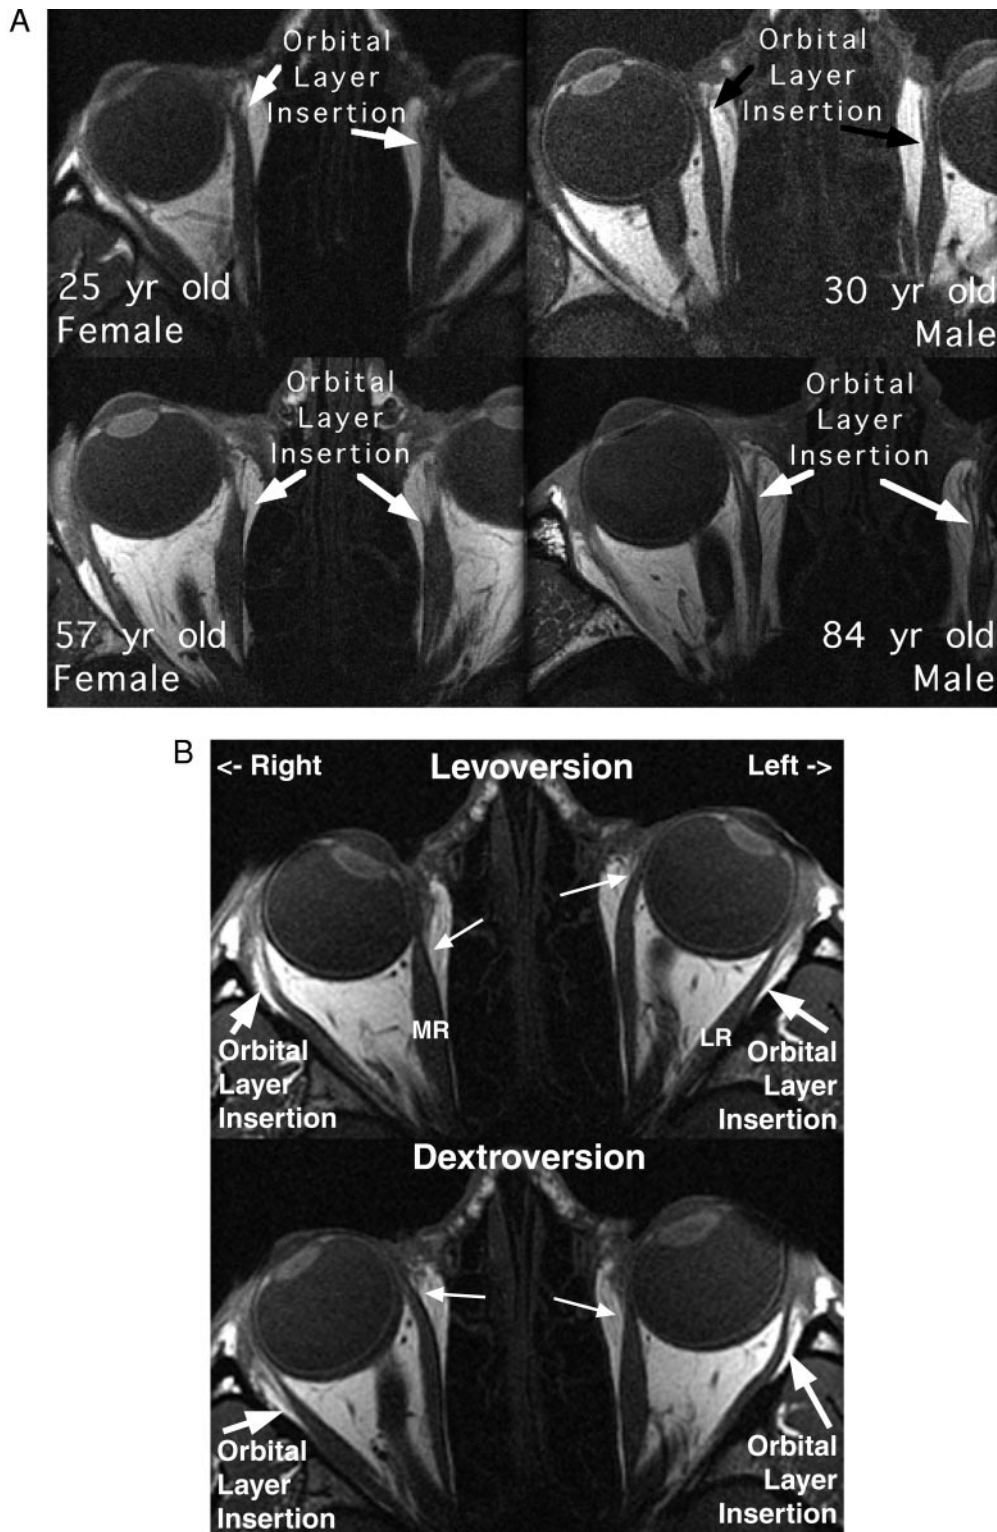 A
Orbital
Layer
Insertion
25 yr old
Female
Orbital
Layer
Insertion
30 yr old
Male
Orbital
Layer
Insertion
57 yr old
Female
Orbital
Layer
Insertion
84 yr old
Male
B
<- Right
Levoversion
Left ->
MR
LR
Orbital
Layer
Insertion
Orbital
Layer
Insertion
Dextroversion
Orbital
Layer
Insertion
Orbital
Layer
Insertion